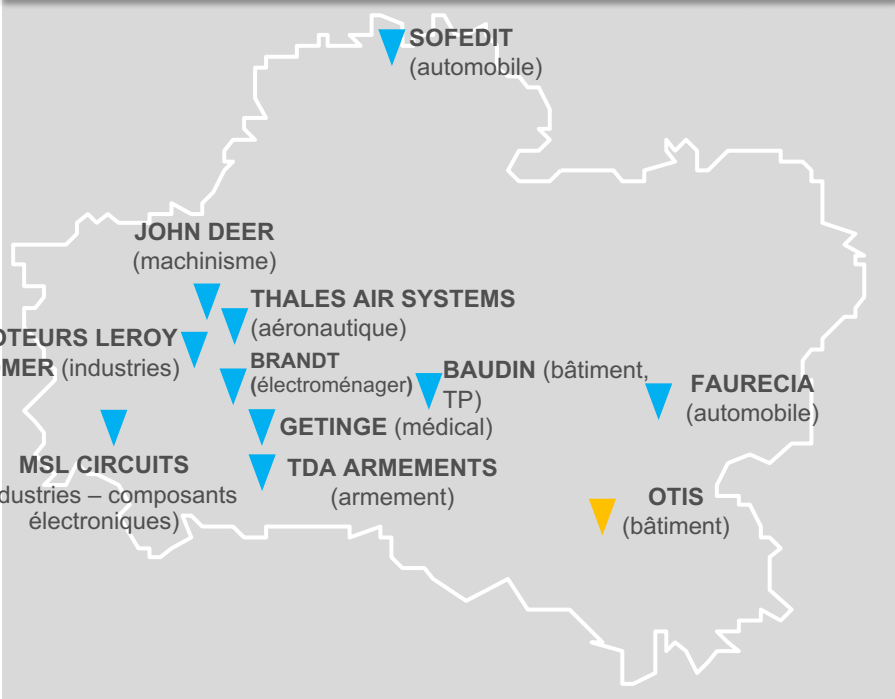 SOFEDIT
(automobile)
JOHN DEER
(machinisme)
THALES AIR SYSTEMS
(aéronautique)
OTEURS LEROY
OMER (industries)
BRANDT
(électroménager)
BAUDIN (bâtiment,
TP)
FAURECIA
(automobile)
GETINGE (médical)
MSL CIRCUITS
dustries – composants
électroniques)
TDA ARMEMENTS
(armement)
OTIS
(bâtiment)